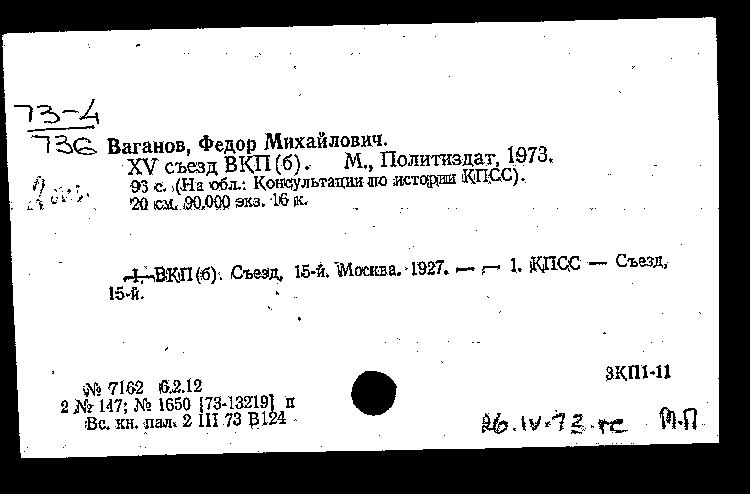 73-4
736 Ваганов, Федор Михайлович.
XV съезд ВКП(б). М., Политиздат, 1973.
93 с. (На обл.: Консультации по истории КПСС).
20 см. 90.000 экз. 16 к.
1. ВКП(б). Съезд, 15-й. Москва. 1927. — — 1. КПСС — Съезд,
15-й.
3КП1-11
№ 7162 6.2.12
2 № 147; № 1650 [73-13219] п
Вс. кн. пал. 2 III 73 В124
26.IV.73 М.П